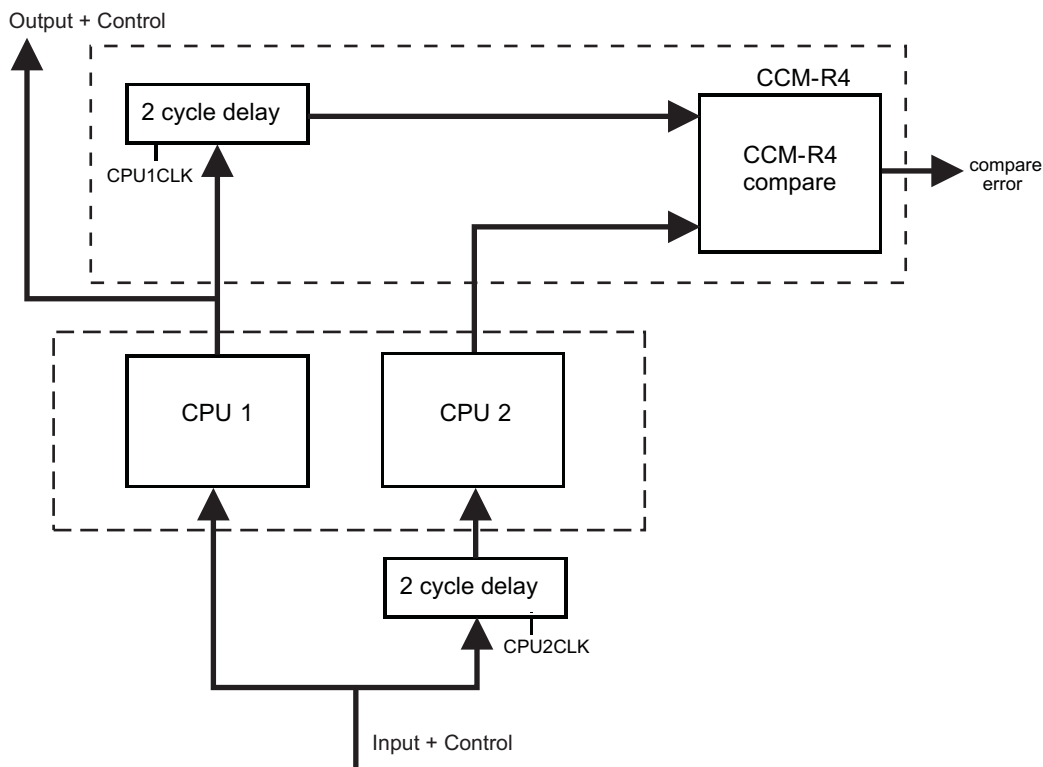 Output + Control
CCM-R4
2 cycle delay
CPU1CLK
CCM-R4
compare
compare
error
CPU 1
CPU 2
2 cycle delay
CPU2CLK
Input + Control